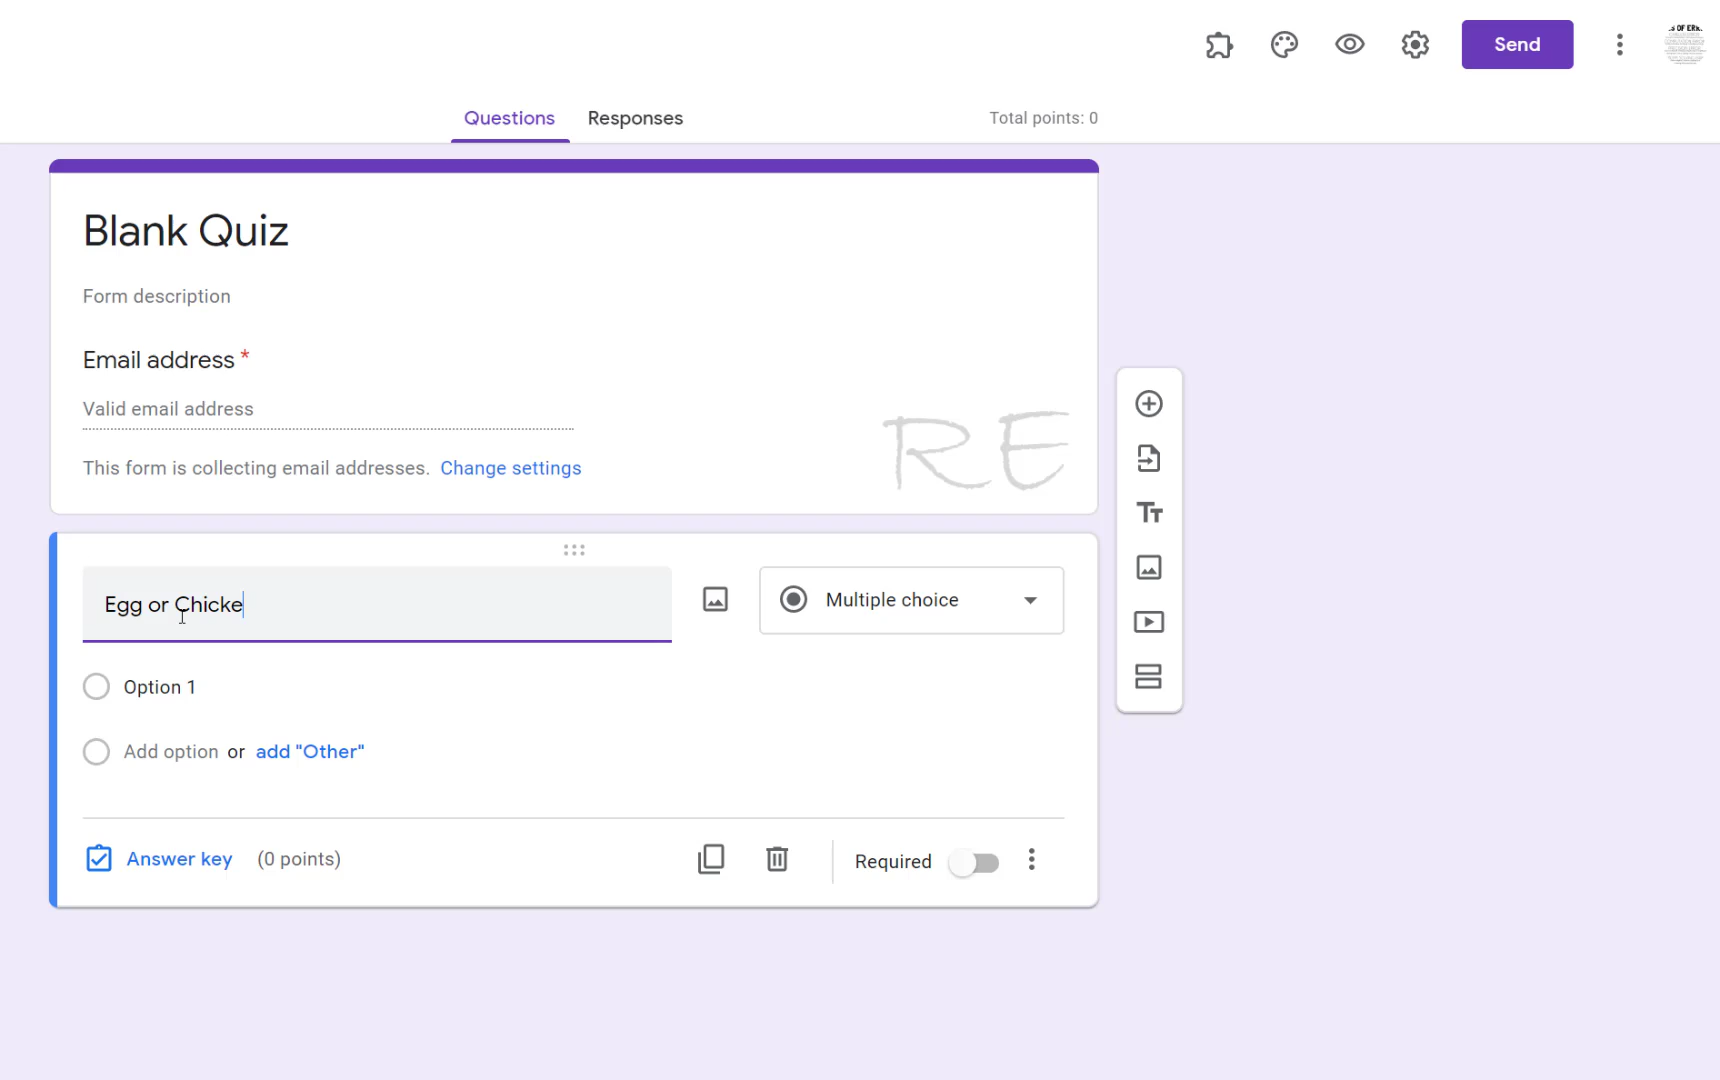 Send
S OF ERR.
Questions
Responses
Total points: 0
Blank Quiz
Form description
Email address *
Valid email address
This form is collecting email addresses. Change settings
RE
Egg or Chicke
Multiple choice
Option 1
Add option or add "Other"
Answer key (0 points)
Required